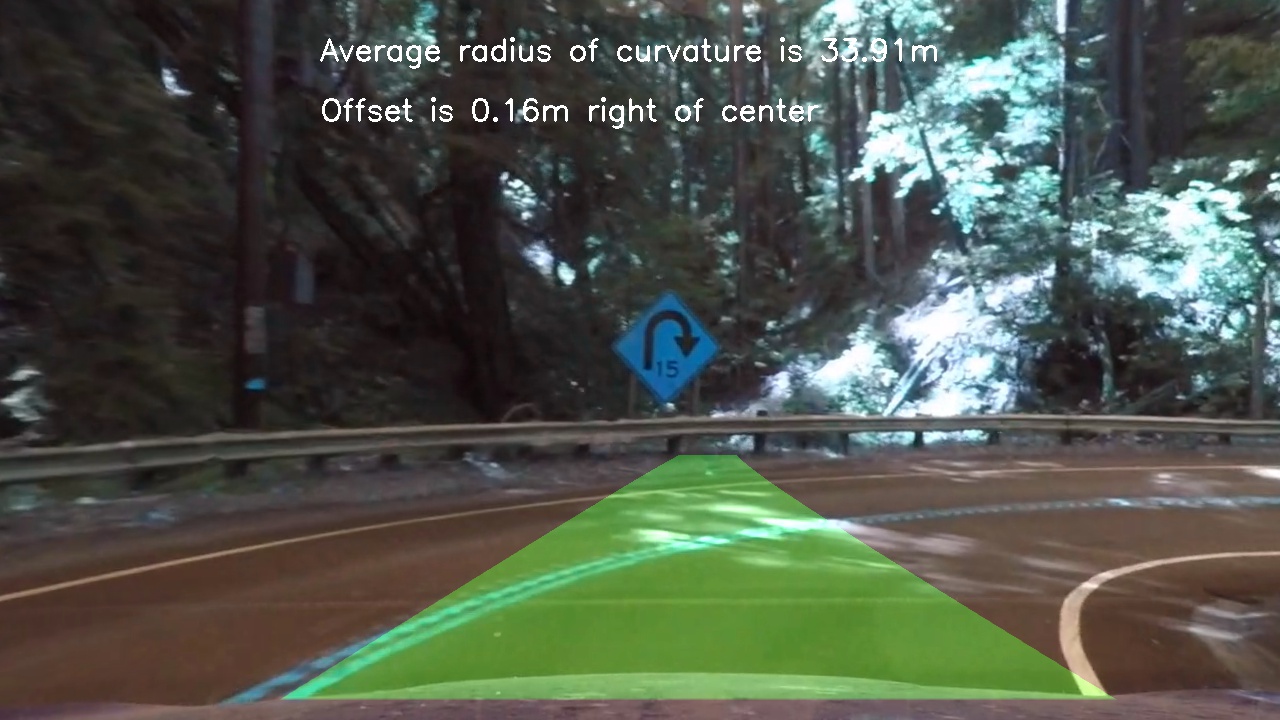 Average radius of curvature is 33.91m
Offset is 0.16m right of center
15